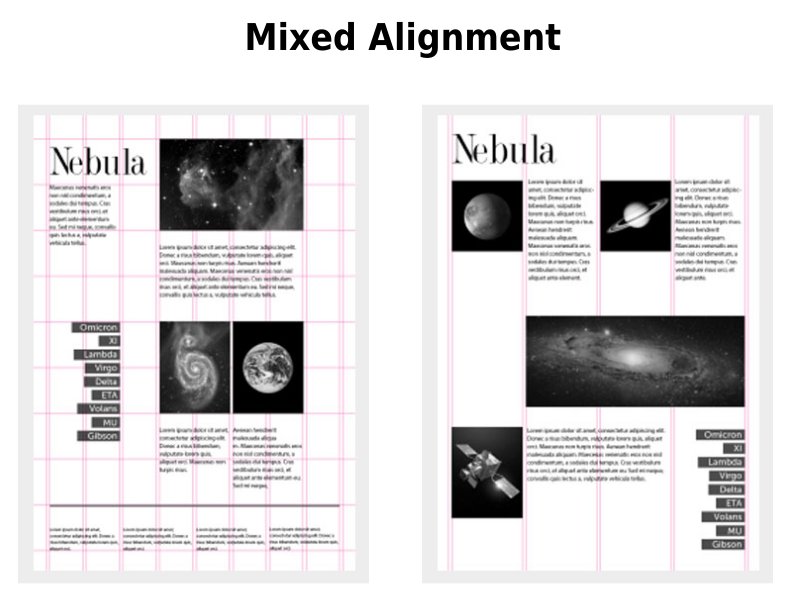 Mixed Alignment
Nebula
Maecenas venenatis eros
non nisl condimentum, a
sodales dui tempus. Cras
vestibulum risus orci, et
aliquet ante elementum
eu. Sed mi neque, convallis
quis lectus a, vulputate
vehicula tellus.
Lorem ipsum dolor sit amet, consectetur adipiscing elit.
Donec a risus bibendum, vulputate lorem quis, aliquet
orci. Maecenas non turpis risus. Aenean hendrerit
malesuada aliquam. Maecenas venenatis eros non nisl
condimentum, a sodales dui tempus. Cras vestibulum
risus orci, et aliquet ante elementum eu. Sed mi neque,
convallis quis lectus a, vulputate vehicula tellus.
Omicron
XI
Lambda
Virgo
Delta
ETA
Volans
MU
Gibson
Lorem ipsum dolor sit amet,
consectetur adipiscing elit.
Donec a risus bibendum,
vulputate lorem quis,
aliquet orci. Maecenas non
turpis risus.
Aenean hendrerit
malesuada aliqua
m. Maecenas venenatis eros
non nisl condimentum, a
sodales dui tempus. Cras
vestibulum risus orci, et
aliquet ante elementum eu.
Sed mi neque,
Nebula
Lorem ipsum dolor sit
amet, consectetur adipisc-
ing elit. Donec a risus
bibendum, vulputate
lorem quis, aliquet orci.
Maecenas non turpis risus.
Aenean hendrerit
malesuada aliquam.
Maecenas venenatis eros
non nisl condimentum, a
sodales dui tempus. Cras
vestibulum risus orci, et
aliquet ante element.
Lorem ipsum dolor sit
amet, consectetur adipisc-
ing elit. Donec a risus
bibendum, vulputate
lorem quis, aliquet orci.
Maecenas non turpis risus.
Aenean hendrerit
malesuada aliquam.
Maecenas venenatis eros
non nisl condimentum, a
sodales dui tempus. Cras
vestibulum risus orci, et
aliquet ante.
Lorem ipsum dolor sit amet, consectetur adipiscing elit.
Donec a risus bibendum, vulputate lorem quis, aliquet
orci. Maecenas non turpis risus. Aenean hendrerit
malesuada aliquam. Maecenas venenatis eros non nisl
condimentum, a sodales dui tempus. Cras vestibulum
risus orci, et aliquet ante elementum eu. Sed mi neque,
convallis quis lectus a, vulputate vehicula tellus.
Omicron
XI
Lambda
Virgo
Delta
ETA
Volans
MU
Gibson